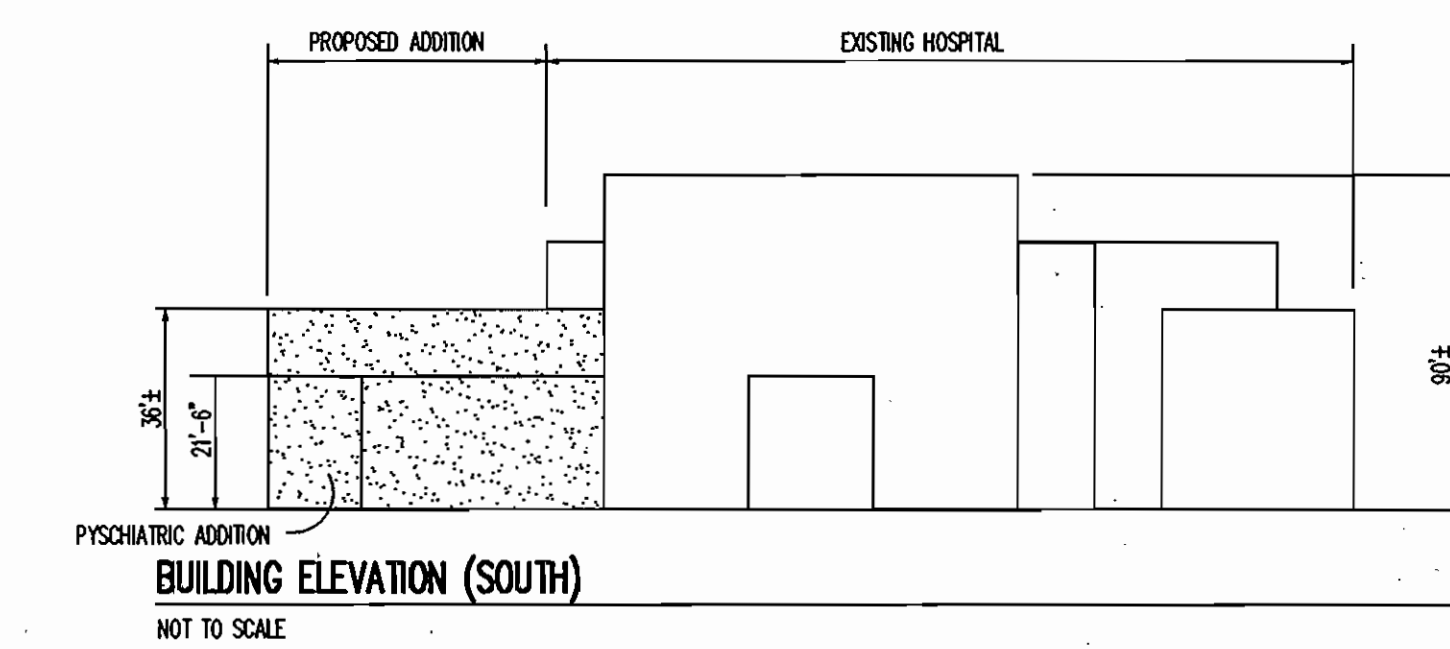 PROPOSED ADDITION
EXISTING HOSPITAL
36'±
21'-6"
90'±
PYSCHIATRIC ADDITION
BUILDING ELEVATION (SOUTH)
NOT TO SCALE